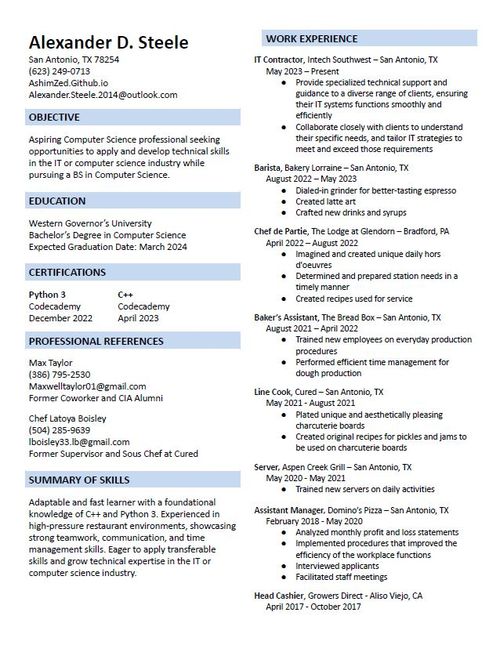 Alexander D. Steele
San Antonio, TX 78254
(623) 249-0713
AshimZed.Github.io
Alexander.Steele.2014@outlook.com
OBJECTIVE
Aspiring Computer Science professional seeking
opportunities to apply and develop technical skills
in the IT or computer science industry while
pursuing a BS in Computer Science.
EDUCATION
Western Governor's University
Bachelor's Degree in Computer Science
Expected Graduation Date: March 2024
CERTIFICATIONS
Python 3 C++
Codecademy Codecademy
December 2022 April 2023
PROFESSIONAL REFERENCES
Max Taylor
(386) 795-2530
Maxwelltaylor01@gmail.com
Former Coworker and CIA Alumni
Chef Latoya Boisley
(504) 285-9639
lboisley33.lb@gmail.com
Former Supervisor and Sous Chef at Cured
SUMMARY OF SKILLS
Adaptable and fast learner with a foundational
knowledge of C++ and Python 3. Experienced in
high-pressure restaurant environments, showcasing
strong teamwork, communication, and time
management skills. Eager to apply transferable
skills and grow technical expertise in the IT or
computer science industry.
WORK EXPERIENCE
IT Contractor, Intech Southwest – San Antonio, TX
May 2023 – Present
● Provide specialized technical support and
guidance to a diverse range of clients, ensuring
their IT systems functions smoothly and
efficiently
● Collaborate closely with clients to understand
their specific needs, and tailor IT strategies to
meet and exceed those requirements
Barista, Bakery Lorraine – San Antonio, TX
August 2022 – May 2023
● Dialed-in grinder for better-tasting espresso
● Created latte art
● Crafted new drinks and syrups
Chef de Partie, The Lodge at Glendorn – Bradford, PA
April 2022 – August 2022
● Imagined and created unique daily hors
d'oeuvres
● Determined and prepared station needs in a
timely manner
● Created recipes used for service
Baker's Assistant, The Bread Box – San Antonio, TX
August 2021 – April 2022
● Trained new employees on everyday production
procedures
● Performed efficient time management for
dough production
Line Cook, Cured – San Antonio, TX
May 2021 - August 2021
● Plated unique and aesthetically pleasing
charcuterie boards
● Created original recipes for pickles and jams to
be used on charcuterie boards
Server, Aspen Creek Grill – San Antonio, TX
May 2020 - May 2021
● Trained new servers on daily activities
Assistant Manager, Domino's Pizza – San Antonio, TX
February 2018 - May 2020
● Analyzed monthly profit and loss statements
● Implemented procedures that improved the
efficiency of the workplace functions
● Interviewed applicants
● Facilitated staff meetings
Head Cashier, Growers Direct - Aliso Viejo, CA
April 2017 - October 2017